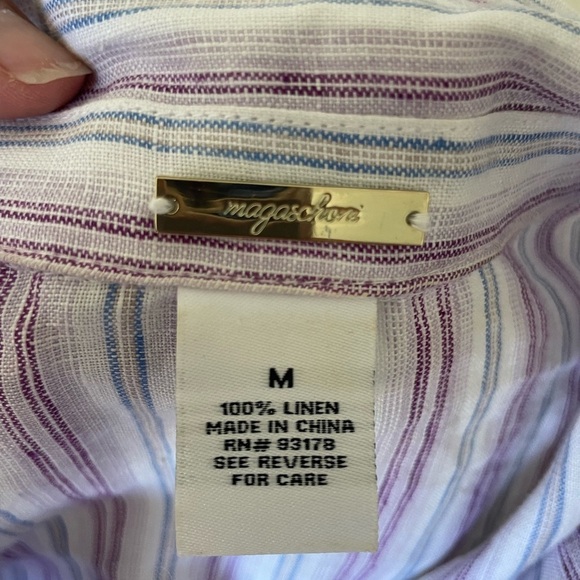 magaschoni
M
100% LINEN
MADE IN CHINA
RN# 93178
SEE REVERSE
FOR CARE